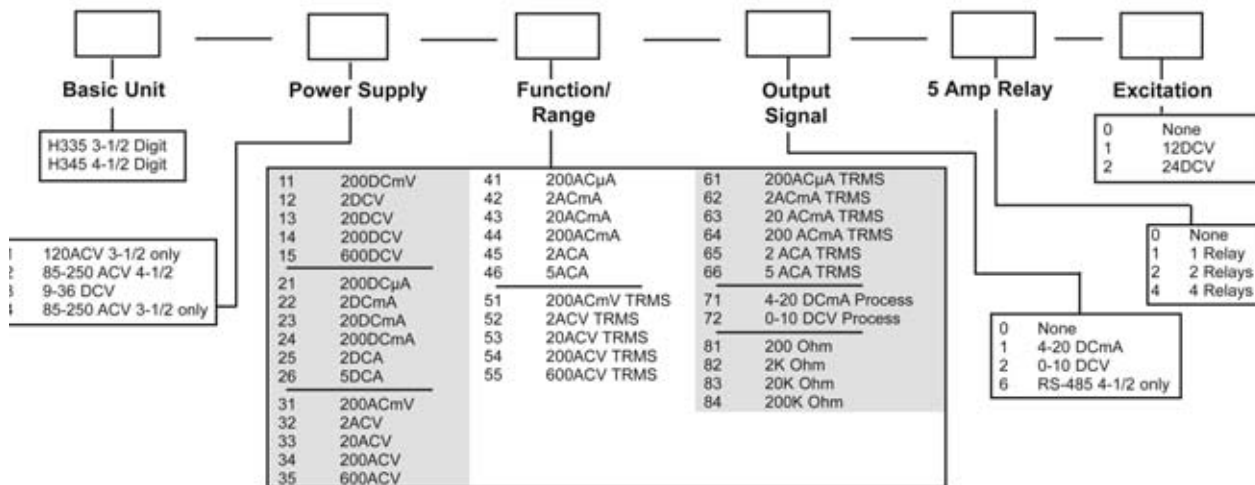 Basic Unit
Power Supply
Function/
Range
Output
Signal
5 Amp Relay
Excitation
H335 3-1/2 Digit
H345 4-1/2 Digit
120ACV 3-1/2 only
85-250 ACV 4-1/2
9-36 DCV
85-250 ACV 3-1/2 only
11 200DCmV
12 2DCV
13 20DCV
14 200DCV
15 600DCV
21 200DCµA
22 2DCmA
23 20DCmA
24 200DCmA
25 2DCA
26 5DCA
31 200ACmV
32 2ACV
33 20ACV
34 200ACV
35 600ACV
41 200ACµA
42 2ACmA
43 20ACmA
44 200ACmA
45 2ACA
46 5ACA
51 200ACmV TRMS
52 2ACV TRMS
53 20ACV TRMS
54 200ACV TRMS
55 600ACV TRMS
61 200ACµA TRMS
62 2ACmA TRMS
63 20 ACmA TRMS
64 200 ACmA TRMS
65 2 ACA TRMS
66 5 ACA TRMS
71 4-20 DCmA Process
72 0-10 DCV Process
81 200 Ohm
82 2K Ohm
83 20K Ohm
84 200K Ohm
0 None
1 4-20 DCmA
2 0-10 DCV
6 RS-485 4-1/2 only
0 None
1 1 Relay
2 2 Relays
4 4 Relays
0 None
1 12DCV
2 24DCV